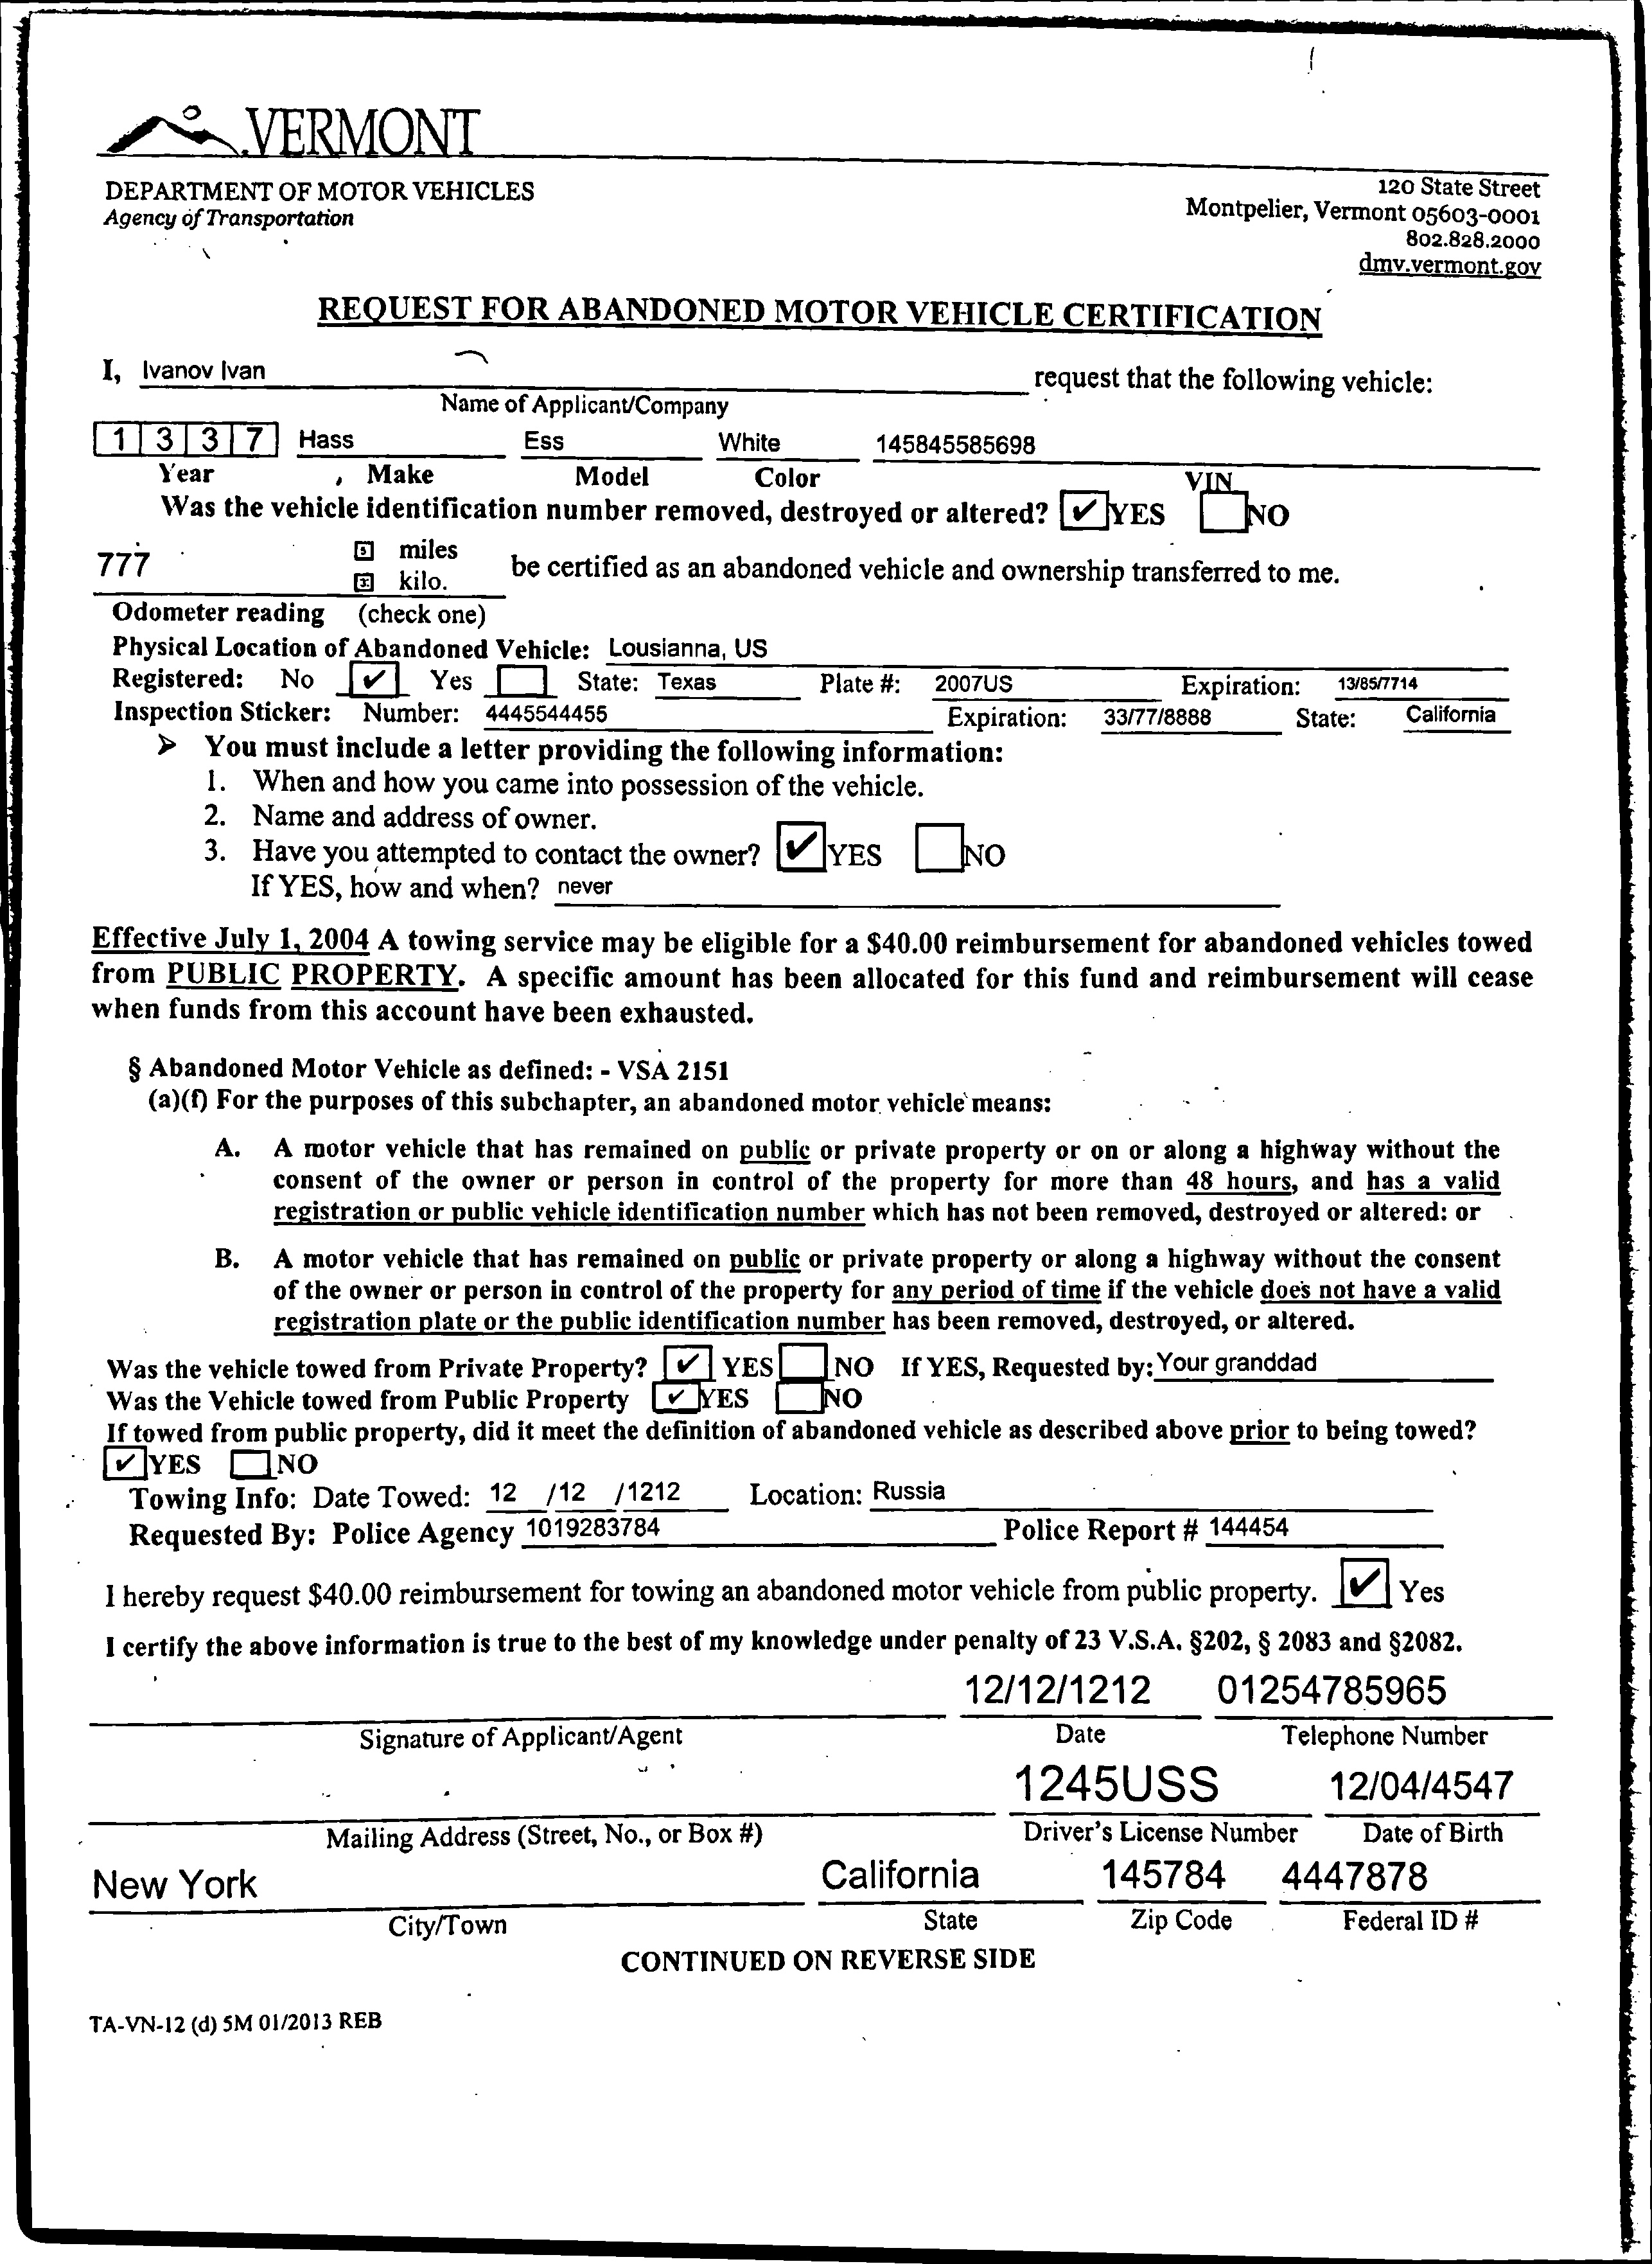 VERMONT
DEPARTMENT OF MOTOR VEHICLES
Agency of Transportation
120 State Street
Montpelier, Vermont 05603-0001
802.828.2000
dmv.vermont.gov
REQUEST FOR ABANDONED MOTOR VEHICLE CERTIFICATION
I, Ivanov Ivan request that the following vehicle:
Name of Applicant/Company
1 3 3 7 Hass Ess White 145845585698
Year Make Model Color VIN
Was the vehicle identification number removed, destroyed or altered? ✔ YES NO
777 miles
kilo. be certified as an abandoned vehicle and ownership transferred to me.
Odometer reading (check one)
Physical Location of Abandoned Vehicle: Lousianna, US
Registered: No ✔ Yes State: Texas Plate #: 2007US Expiration: 13/85/7714
Inspection Sticker: Number: 4445544455 Expiration: 33/77/8888 State: California
➢ You must include a letter providing the following information:
1. When and how you came into possession of the vehicle.
2. Name and address of owner.
3. Have you attempted to contact the owner? ✔ YES NO
If YES, how and when? never
Effective July 1, 2004 A towing service may be eligible for a $40.00 reimbursement for abandoned vehicles towed
from PUBLIC PROPERTY. A specific amount has been allocated for this fund and reimbursement will cease
when funds from this account have been exhausted.
§ Abandoned Motor Vehicle as defined: - VSA 2151
(a)(f) For the purposes of this subchapter, an abandoned motor vehicle means:
A. A motor vehicle that has remained on public or private property or on or along a highway without the
consent of the owner or person in control of the property for more than 48 hours, and has a valid
registration or public vehicle identification number which has not been removed, destroyed or altered: or
B. A motor vehicle that has remained on public or private property or along a highway without the consent
of the owner or person in control of the property for any period of time if the vehicle does not have a valid
registration plate or the public identification number has been removed, destroyed, or altered.
Was the vehicle towed from Private Property? ✔ YES NO If YES, Requested by: Your granddad
Was the Vehicle towed from Public Property ✔ YES NO
If towed from public property, did it meet the definition of abandoned vehicle as described above prior to being towed?
✔ YES NO
Towing Info: Date Towed: 12 /12 /1212 Location: Russia
Requested By: Police Agency 1019283784 Police Report # 144454
I hereby request $40.00 reimbursement for towing an abandoned motor vehicle from public property. ✔ Yes
I certify the above information is true to the best of my knowledge under penalty of 23 V.S.A. §202, § 2083 and §2082.
12/12/1212 01254785965
Signature of Applicant/Agent Date Telephone Number
1245USS 12/04/4547
Mailing Address (Street, No., or Box #) Driver's License Number Date of Birth
New York California 145784 4447878
City/Town State Zip Code Federal ID #
CONTINUED ON REVERSE SIDE
TA-VN-12 (d) 5M 01/2013 REB